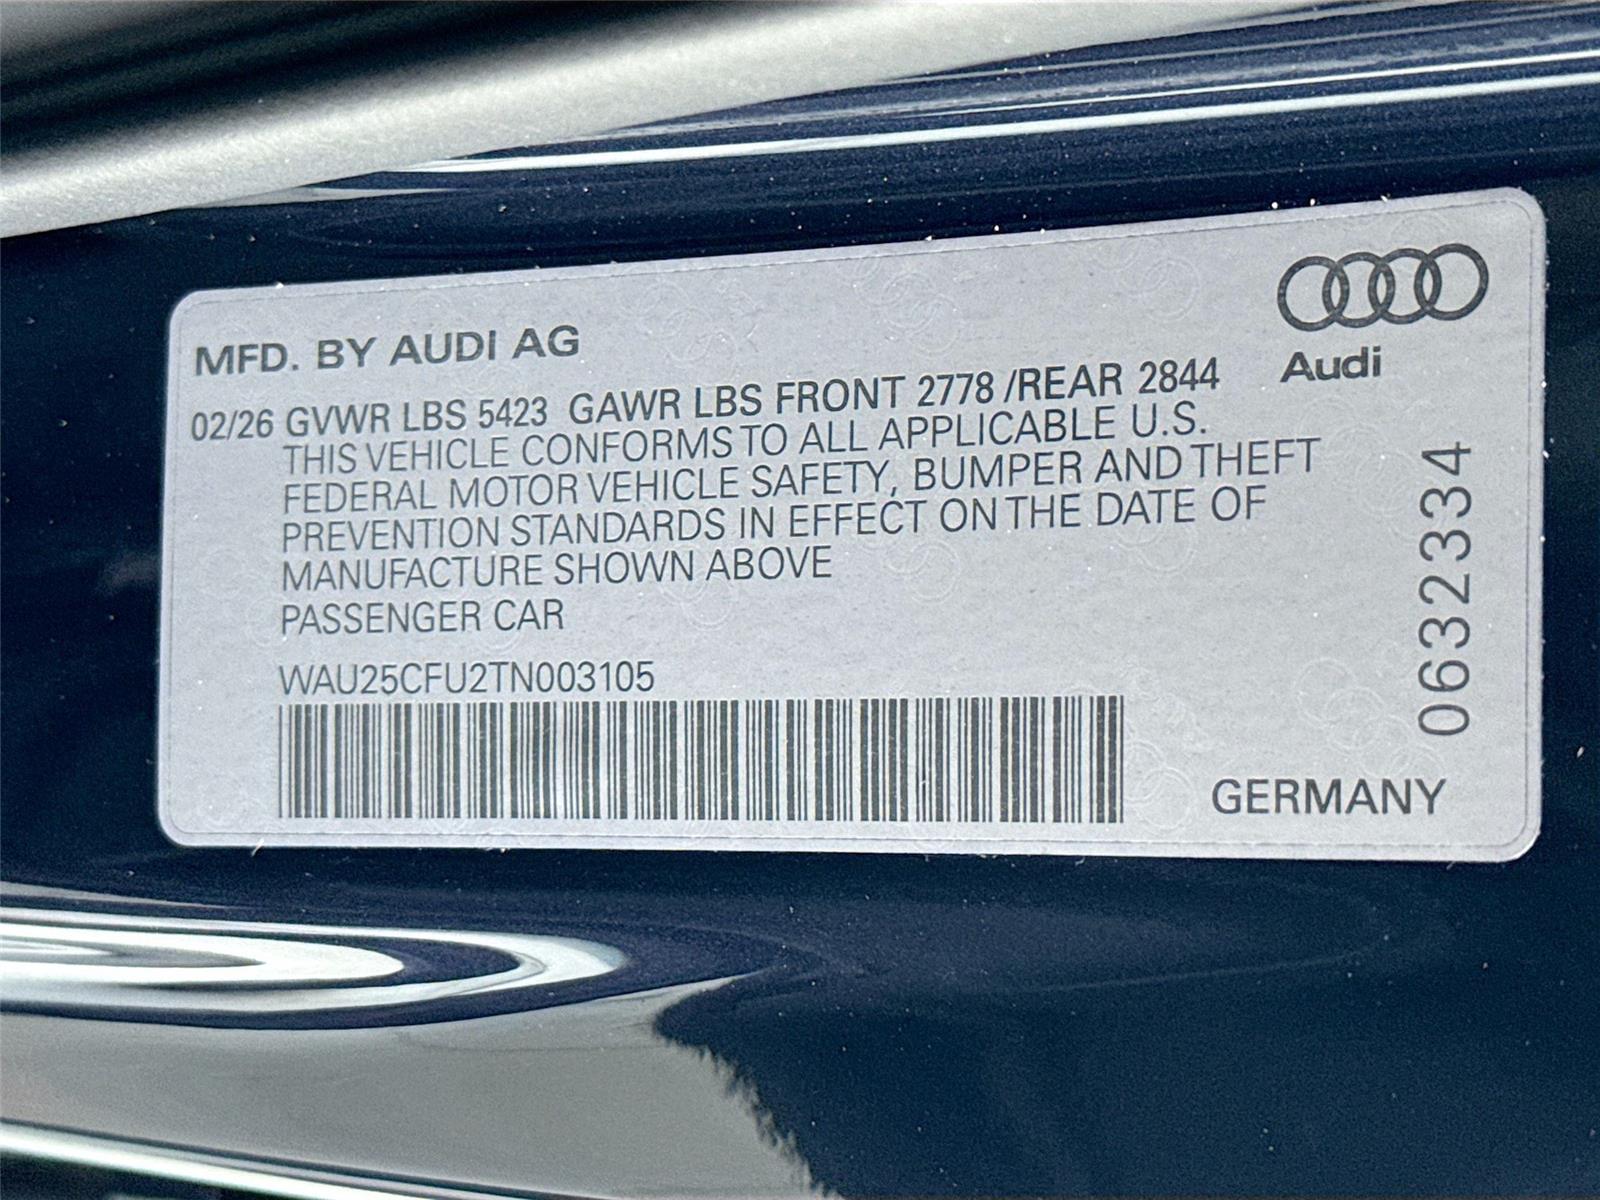 MFD. BY AUDI AG
Audi
02/26 GVWR LBS 5423 GAWR LBS FRONT 2778 /REAR 2844
THIS VEHICLE CONFORMS TO ALL APPLICABLE U.S.
FEDERAL MOTOR VEHICLE SAFETY, BUMPER AND THEFT
PREVENTION STANDARDS IN EFFECT ON THE DATE OF
MANUFACTURE SHOWN ABOVE
PASSENGER CAR
WAU25CFU2TN003105
0632334
GERMANY